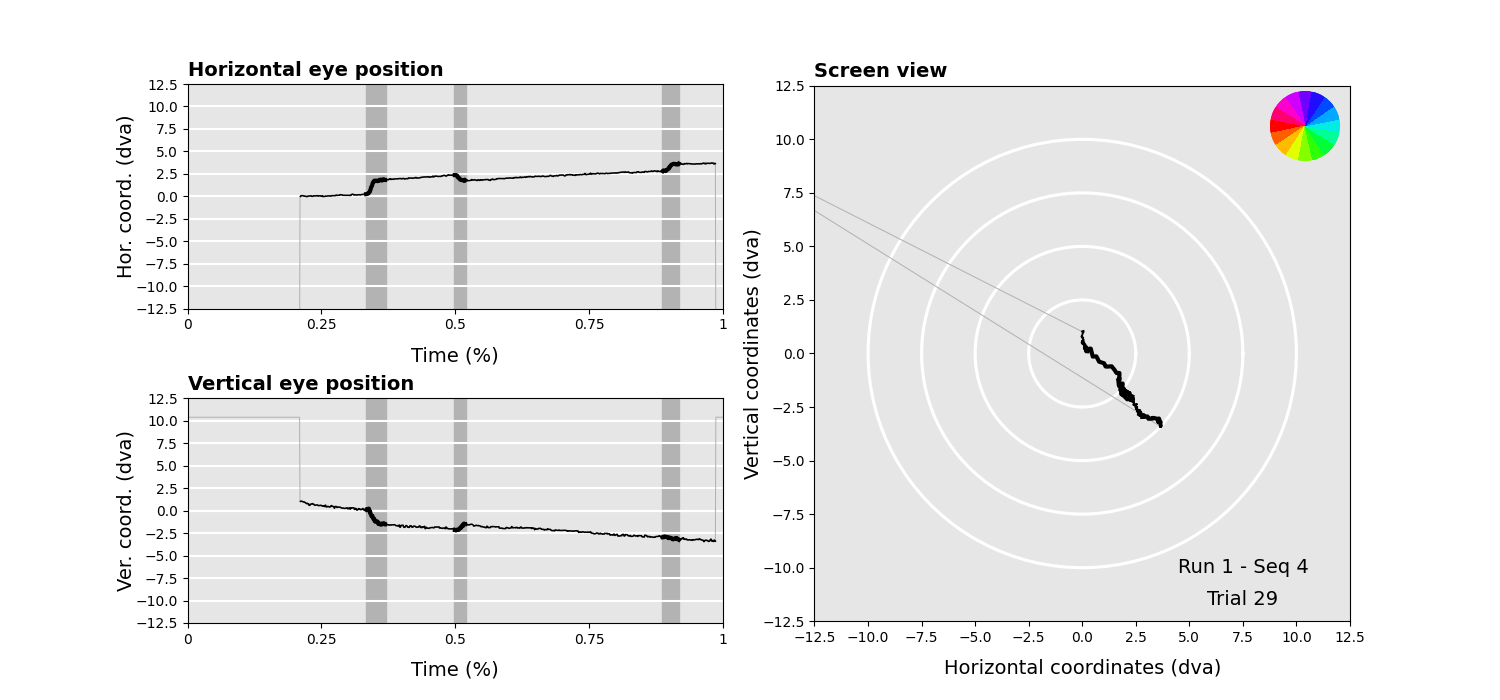 Horizontal eye position
Hor. coord. (dva)
12.5
10.0
7.5
5.0
2.5
0.0
−2.5
−5.0
−7.5
−10.0
−12.5
0 0.25 0.5 0.75 1
Time (%)
Vertical eye position
Ver. coord. (dva)
12.5
10.0
7.5
5.0
2.5
0.0
−2.5
−5.0
−7.5
−10.0
−12.5
0 0.25 0.5 0.75 1
Time (%)
Screen view
Vertical coordinates (dva)
12.5
10.0
7.5
5.0
2.5
0.0
−2.5
−5.0
−7.5
−10.0
−12.5
Run 1 - Seq 4
Trial 29
−12.5 −10.0 −7.5 −5.0 −2.5 0.0 2.5 5.0 7.5 10.0 12.5
Horizontal coordinates (dva)